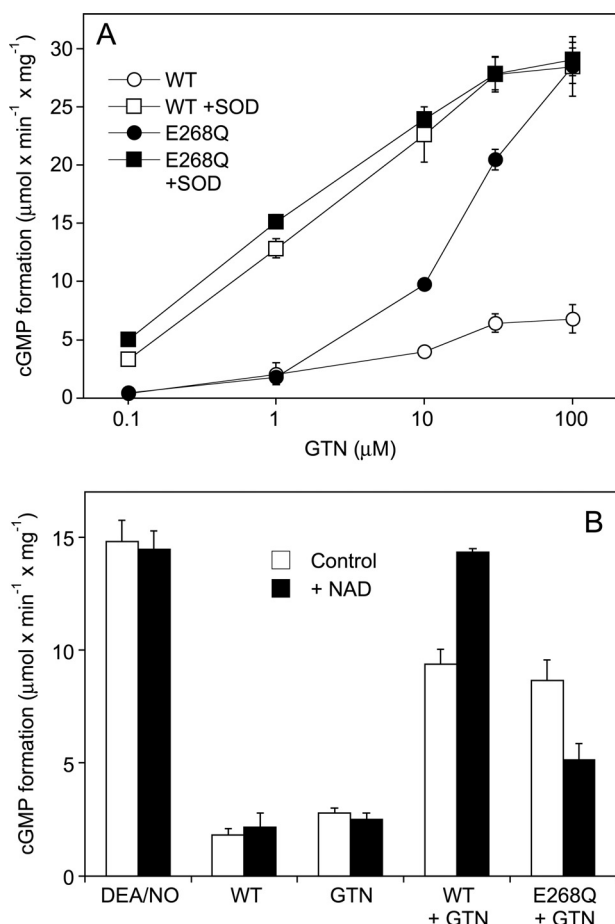 A
30
25
20
15
10
5
0
cGMP formation (µmol x min⁻¹ x mg⁻¹)
WT
WT +SOD
E268Q
E268Q
+SOD
0.1 1 10 100
GTN (µM)
B
15
10
5
0
cGMP formation (µmol x min⁻¹ x mg⁻¹)
Control
+ NAD
DEA/NO WT GTN WT E268Q
+ GTN + GTN